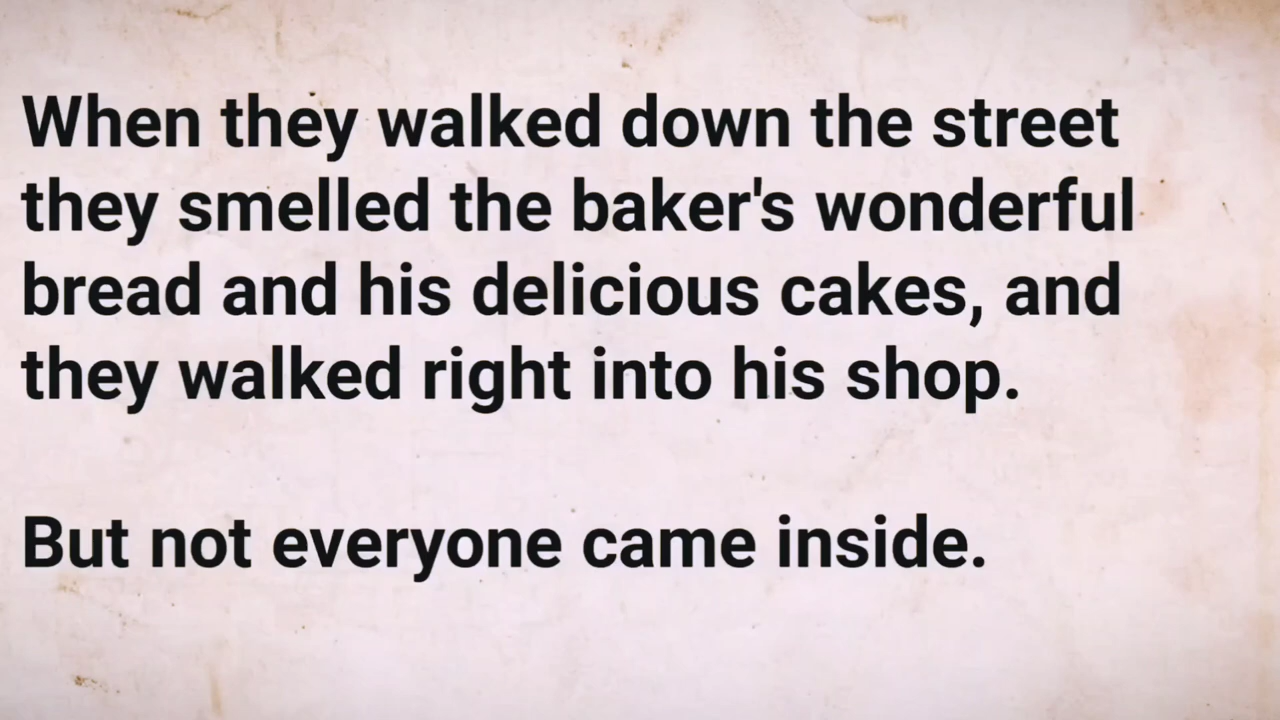 When they walked down the street
they smelled the baker's wonderful
bread and his delicious cakes, and
they walked right into his shop.
But not everyone came inside.